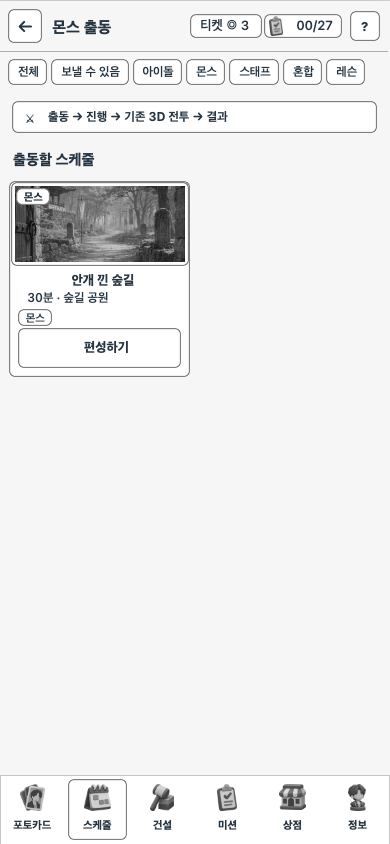 몬스 출동
티켓 ◎ 3
00/27
?
전체
보낼 수 있음
아이돌
몬스
스태프
혼합
레슨
⚔ 출동 → 진행 → 기존 3D 전투 → 결과
출동할 스케줄
몬스
안개 낀 숲길
30분 · 숲길 공원
몬스
편성하기
포토카드
스케줄
건설
미션
상점
정보